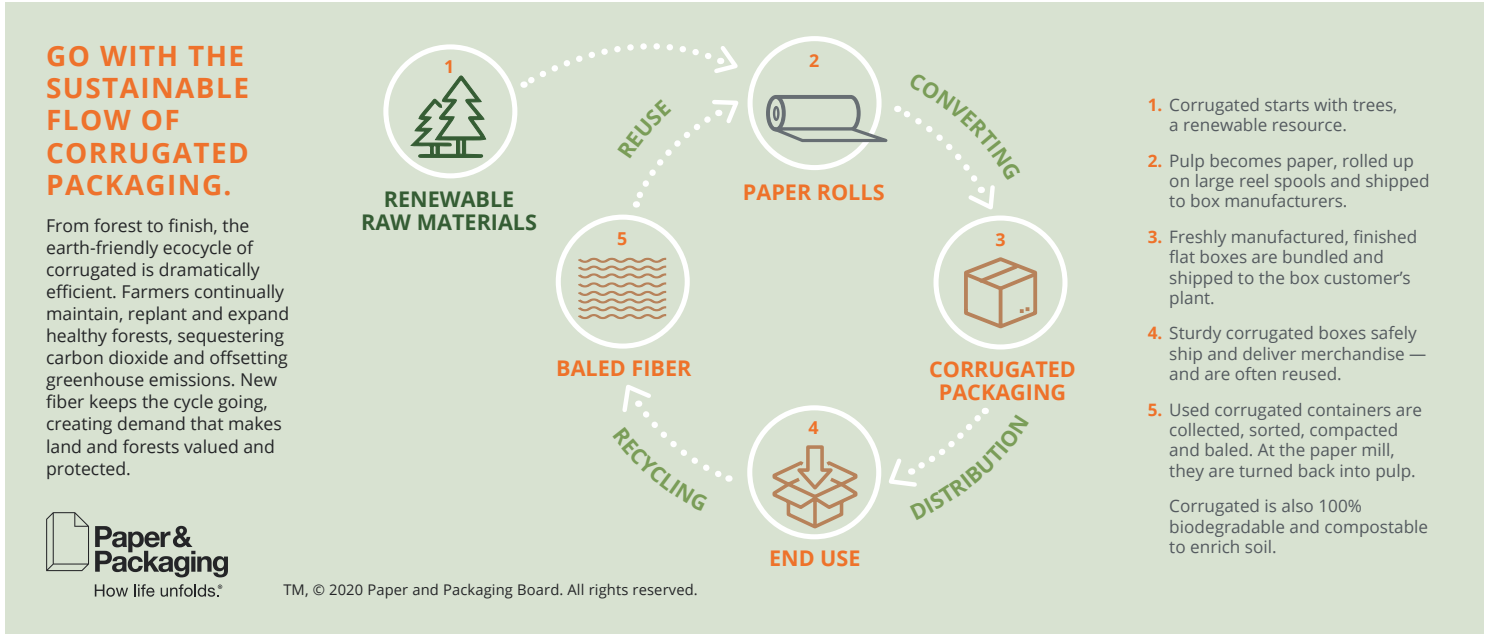 GO WITH THE
SUSTAINABLE
FLOW OF
CORRUGATED
PACKAGING.
From forest to finish, the
earth-friendly ecocycle of
corrugated is dramatically
efficient. Farmers continually
maintain, replant and expand
healthy forests, sequestering
carbon dioxide and offsetting
greenhouse emissions. New
fiber keeps the cycle going,
creating demand that makes
land and forests valued and
protected.
Paper &
Packaging
How life unfolds.®
TM, © 2020 Paper and Packaging Board. All rights reserved.
1
RENEWABLE
RAW MATERIALS
2
PAPER ROLLS
CONVERTING
3
CORRUGATED
PACKAGING
DISTRIBUTION
4
END USE
RECYCLING
5
BALED FIBER
REUSE
1. Corrugated starts with trees,
a renewable resource.
2. Pulp becomes paper, rolled up
on large reel spools and shipped
to box manufacturers.
3. Freshly manufactured, finished
flat boxes are bundled and
shipped to the box customer’s
plant.
4. Sturdy corrugated boxes safely
ship and deliver merchandise —
and are often reused.
5. Used corrugated containers are
collected, sorted, compacted
and baled. At the paper mill,
they are turned back into pulp.
Corrugated is also 100%
biodegradable and compostable
to enrich soil.